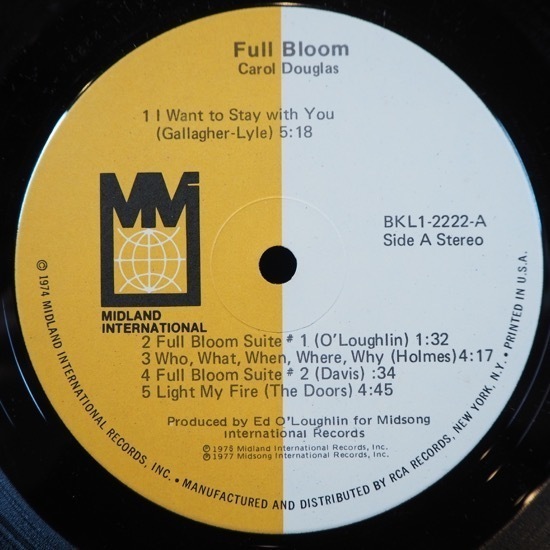 Full Bloom
Carol Douglas
1 I Want to Stay with You
(Gallagher-Lyle) 5:18
MMI
MIDLAND
INTERNATIONAL
BKL1-2222-A
Side A Stereo
2 Full Bloom Suite # 1 (O'Loughlin) 1:32
3 Who, What, When, Where, Why (Holmes) 4:17
4 Full Bloom Suite # 2 (Davis) :34
5 Light My Fire (The Doors) 4:45
Produced by Ed O'Loughlin for Midsong
International Records
© 1975 Midland International Records, Inc.
℗ 1977 Midsong International Records, Inc.
© 1974 MIDLAND INTERNATIONAL RECORDS, INC. • MANUFACTURED AND DISTRIBUTED BY RCA RECORDS, NEW YORK, N.Y. • PRINTED IN U.S.A.